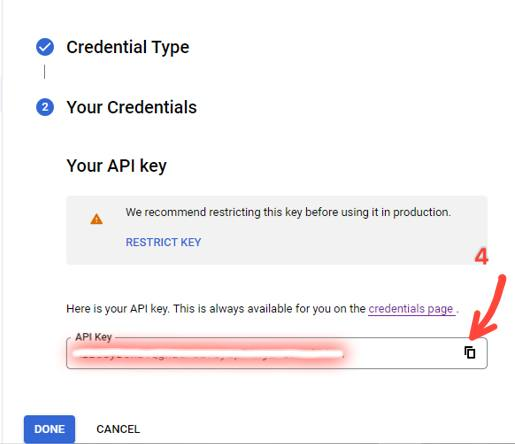 Credential Type
2 Your Credentials
Your API key
We recommend restricting this key before using it in production.
RESTRICT KEY
4
Here is your API key. This is always available for you on the credentials page .
API Key
DONE CANCEL